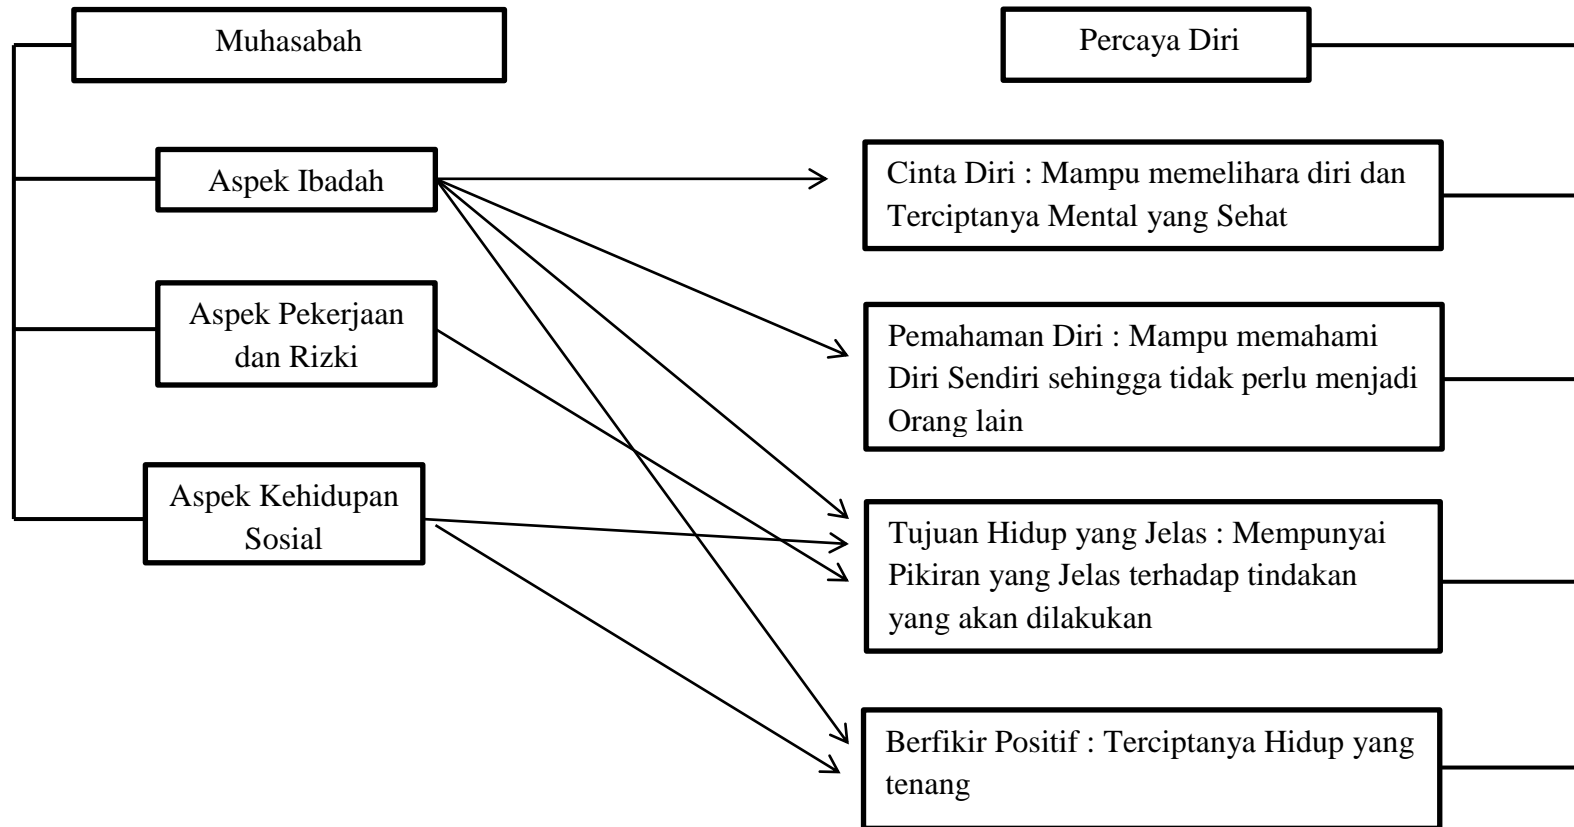 Muhasabah
Percaya Diri
Aspek Ibadah
Aspek Pekerjaan
dan Rizki
Aspek Kehidupan
Sosial
Cinta Diri : Mampu memelihara diri dan
Terciptanya Mental yang Sehat
Pemahaman Diri : Mampu memahami
Diri Sendiri sehingga tidak perlu menjadi
Orang lain
Tujuan Hidup yang Jelas : Mempunyai
Pikiran yang Jelas terhadap tindakan
yang akan dilakukan
Berfikir Positif : Terciptanya Hidup yang
tenang